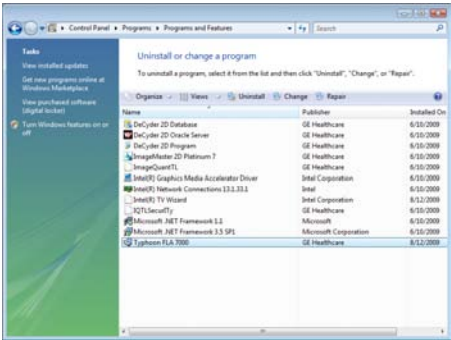 Control Panel ▸ Programs ▸ Programs and Features
Search
Tasks
View installed updates
Get new programs online at
Windows Marketplace
View purchased software
(digital locker)
Turn Windows features on or
off
Uninstall or change a program
To uninstall a program, select it from the list and then click "Uninstall", "Change", or "Repair".
Organize Views Uninstall Change Repair
Name Publisher Installed On
DeCyder 2D Database GE Healthcare 6/10/2009
DeCyder 2D Oracle Server GE Healthcare 6/10/2009
DeCyder 2D Program GE Healthcare 6/10/2009
ImageMaster 2D Platinum 7 GE Healthcare 6/10/2009
ImageQuantTL GE Healthcare 6/10/2009
Intel(R) Graphics Media Accelerator Driver Intel Corporation 6/10/2009
Intel(R) Network Connections 13.1.33.1 Intel 6/10/2009
Intel(R) TV Wizard Intel Corporation 8/12/2009
IQTLSecuriTy GE Healthcare 6/10/2009
Microsoft .NET Framework 1.1 Microsoft 6/10/2009
Microsoft .NET Framework 3.5 SP1 Microsoft Corporation 6/10/2009
Typhoon FLA 7000 GE Healthcare 8/12/2009